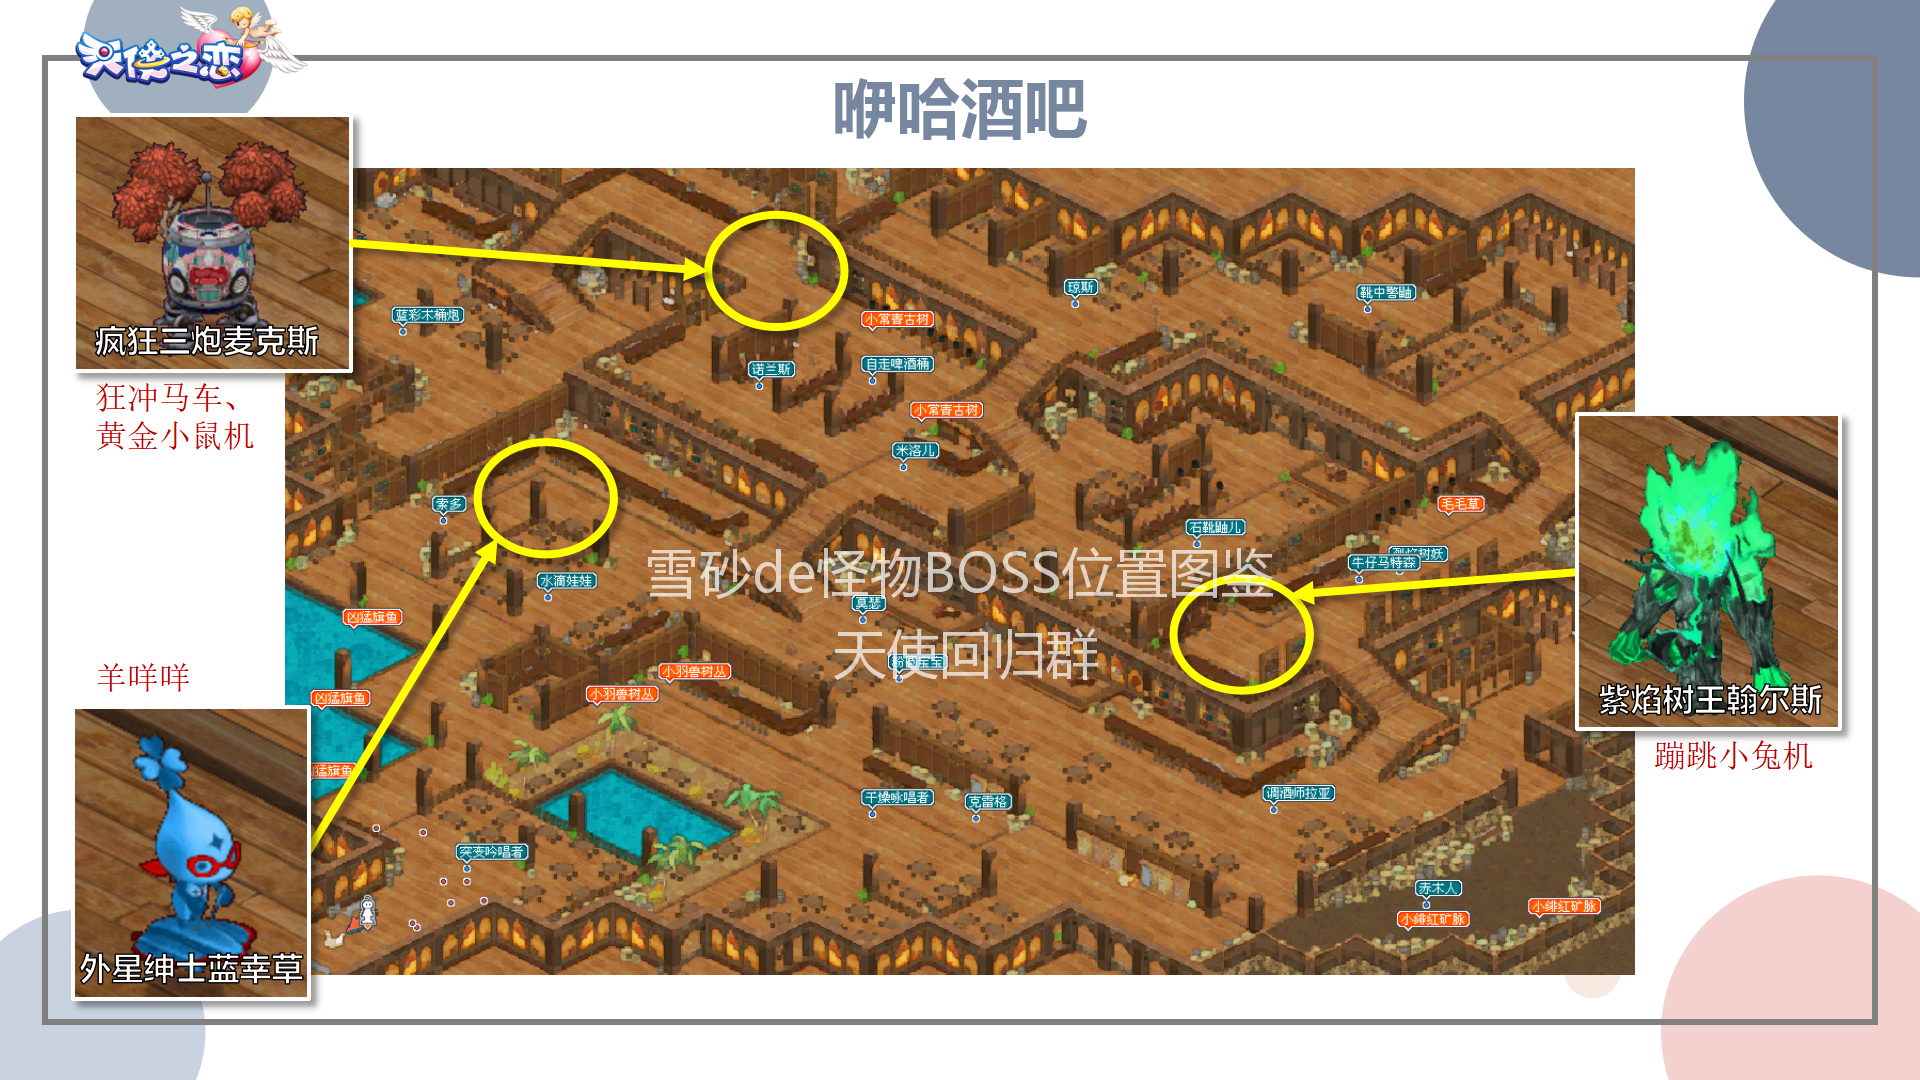 天使之恋
咿哈酒吧
疯狂三炮麦克斯
狂冲马车、
黄金小鼠机
蓝彩木桶炮
小常青古树
诺兰斯
自走啤酒桶
小常青古树
米洛儿
琼斯
靴中警鼬
索多
水滴娃娃
石靴鼬儿
毛毛草
烈焰树妖
牛仔马特森
雪砂de怪物BOSS位置图鉴
天使回归群
莫瑟
凶猛旗鱼
凶猛旗鱼
猛旗鱼
小羽兽树丛
小羽兽树丛
紫焰树王翰尔斯
蹦跳小兔机
羊咩咩
外星绅士蓝幸草
干燥咏唱者
克雷格
调酒师拉亚
突变吟唱者
赤木人
小绯红矿脉
小绯红矿脉